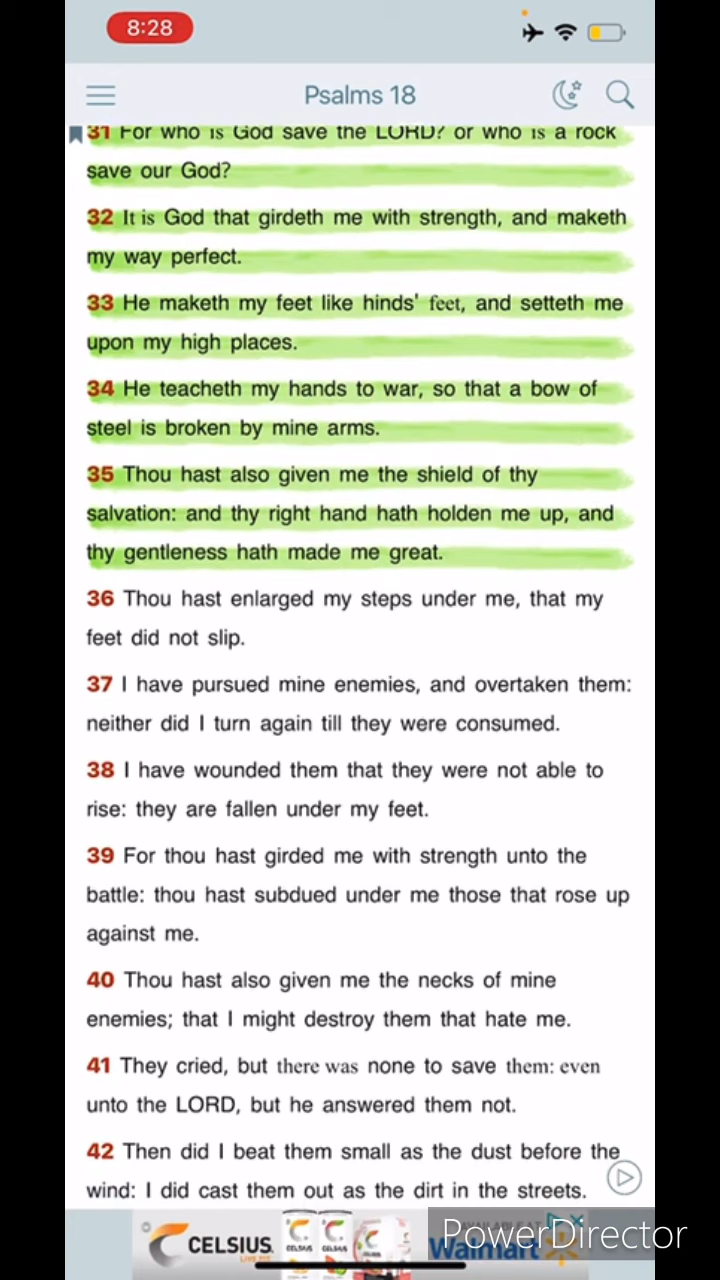 8:28
Psalms 18
31 For who is God save the LORD? or who is a rock
save our God?
32 It is God that girdeth me with strength, and maketh
my way perfect.
33 He maketh my feet like hinds' feet, and setteth me
upon my high places.
34 He teacheth my hands to war, so that a bow of
steel is broken by mine arms.
35 Thou hast also given me the shield of thy
salvation: and thy right hand hath holden me up, and
thy gentleness hath made me great.
36 Thou hast enlarged my steps under me, that my
feet did not slip.
37 I have pursued mine enemies, and overtaken them:
neither did I turn again till they were consumed.
38 I have wounded them that they were not able to
rise: they are fallen under my feet.
39 For thou hast girded me with strength unto the
battle: thou hast subdued under me those that rose up
against me.
40 Thou hast also given me the necks of mine
enemies; that I might destroy them that hate me.
41 They cried, but there was none to save them: even
unto the LORD, but he answered them not.
42 Then did I beat them small as the dust before the
wind: I did cast them out as the dirt in the streets.
CELSIUS
LIVE FIT
CELSIUS CELSIUS
AVAILABLE AT
Walmart
PowerDirector